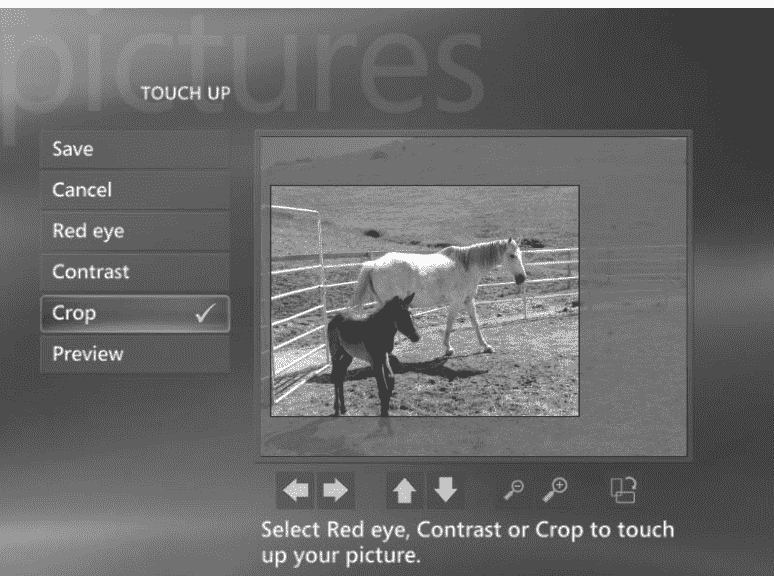 pictures
TOUCH UP
Save
Cancel
Red eye
Contrast
Crop
Preview
Select Red eye, Contrast or Crop to touch
up your picture.